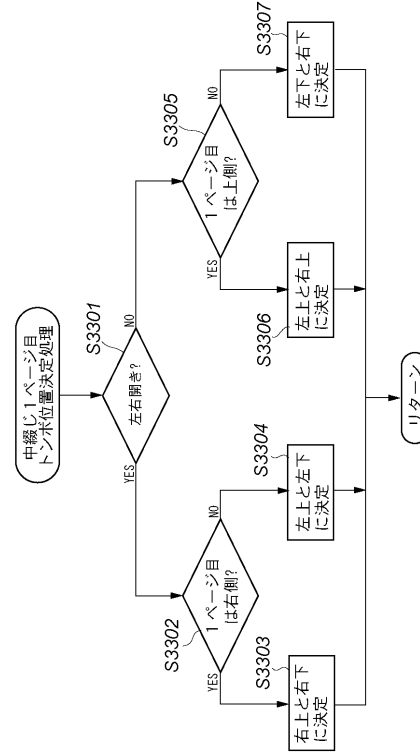 中綴じ1ページ目
トンボ位置決定処理
S3301
左右開き?
YES
NO
S3302
1ページ目
は右側?
YES
NO
S3305
1ページ目
は上側?
YES
NO
S3303
右上と右下
に決定
S3304
左上と左下
に決定
S3306
左上と右上
に決定
S3307
左下と右下
に決定
リターン